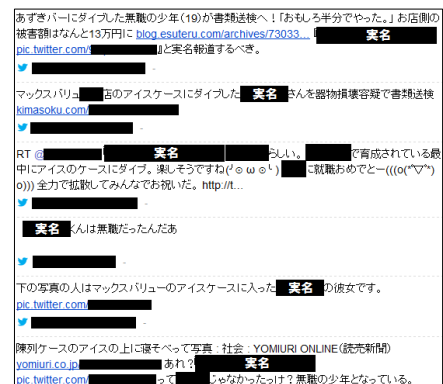 あずきバーにダイブした無職の少年（19）が書類送検へ！「おもしろ半分でやった。」お店側の
被害額はなんと13万円に blog.esuteru.com/archives/73033… 実名
pic.twitter.com/ 』と実名報道するべき。
マックスバリュ 店のアイスケースにダイブした 実名 さんを器物損壊容疑で書類送検
kimasoku.com/
RT @ 実名 らしい。 で育成されている最
中にアイスのケースにダイブ。楽しそうですね(╯⊙ ω ⊙╰) に就職おめでとー(((o(*ﾟ▽ﾟ*)
o))) 全力で拡散してみんなでお祝いだ。http://t…
実名 くんは無職だったんだあ
下の写真の人はマックスバリューのアイスケースに入った 実名 の彼女です。
pic.twitter.com/
陳列ケースのアイスの上に寝そべって写真 : 社会 : YOMIURI ONLINE（読売新聞）
yomiuri.co.jp/ あれ？ 実名
pic.twitter.com/ って じゃなかったっけ？無職の少年となっている。